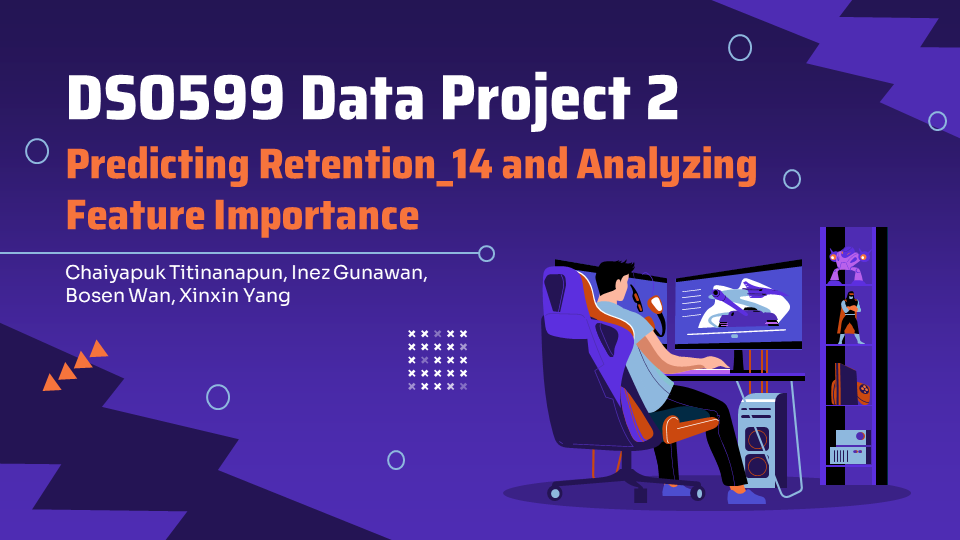 DSO599 Data Project 2
Predicting Retention_14 and Analyzing
Feature Importance
Chaiyapuk Titinanapun, Inez Gunawan,
Bosen Wan, Xinxin Yang